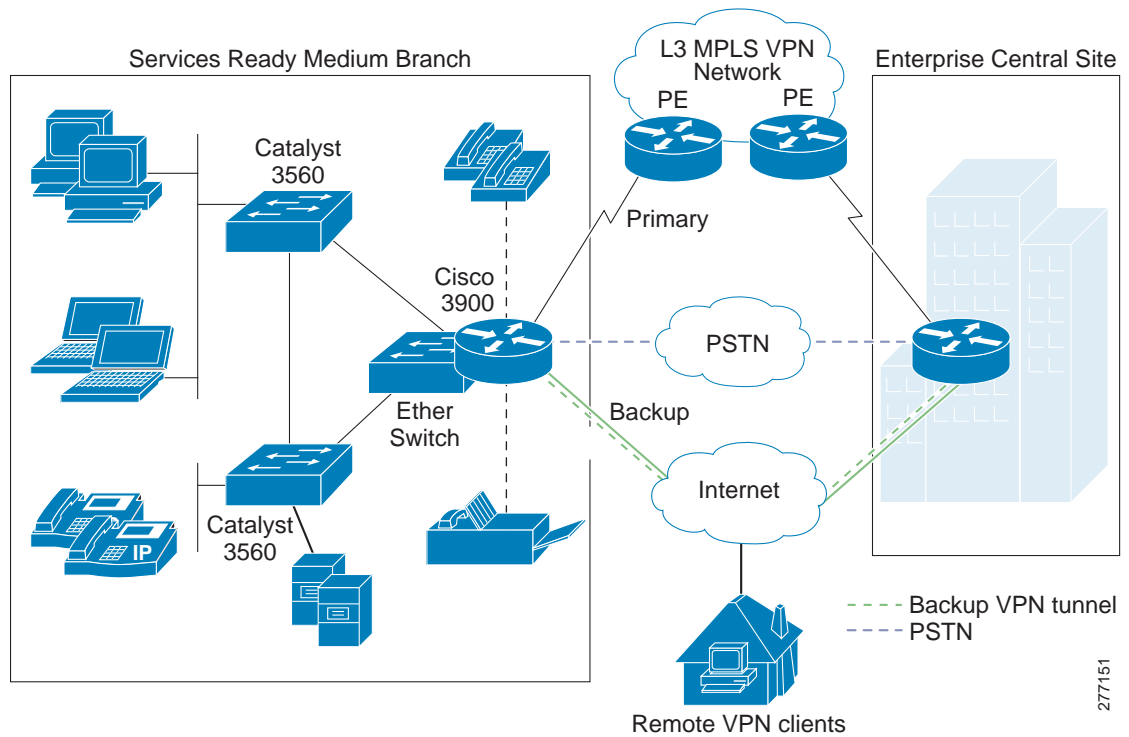 L3 MPLS VPN
Network
Services Ready Medium Branch
Enterprise Central Site
PE
PE
Catalyst
3560
Primary
Cisco
3900
PSTN
Ether
Switch
Backup
Internet
Catalyst
3560
IP
Backup VPN tunnel
PSTN
Remote VPN clients
277151